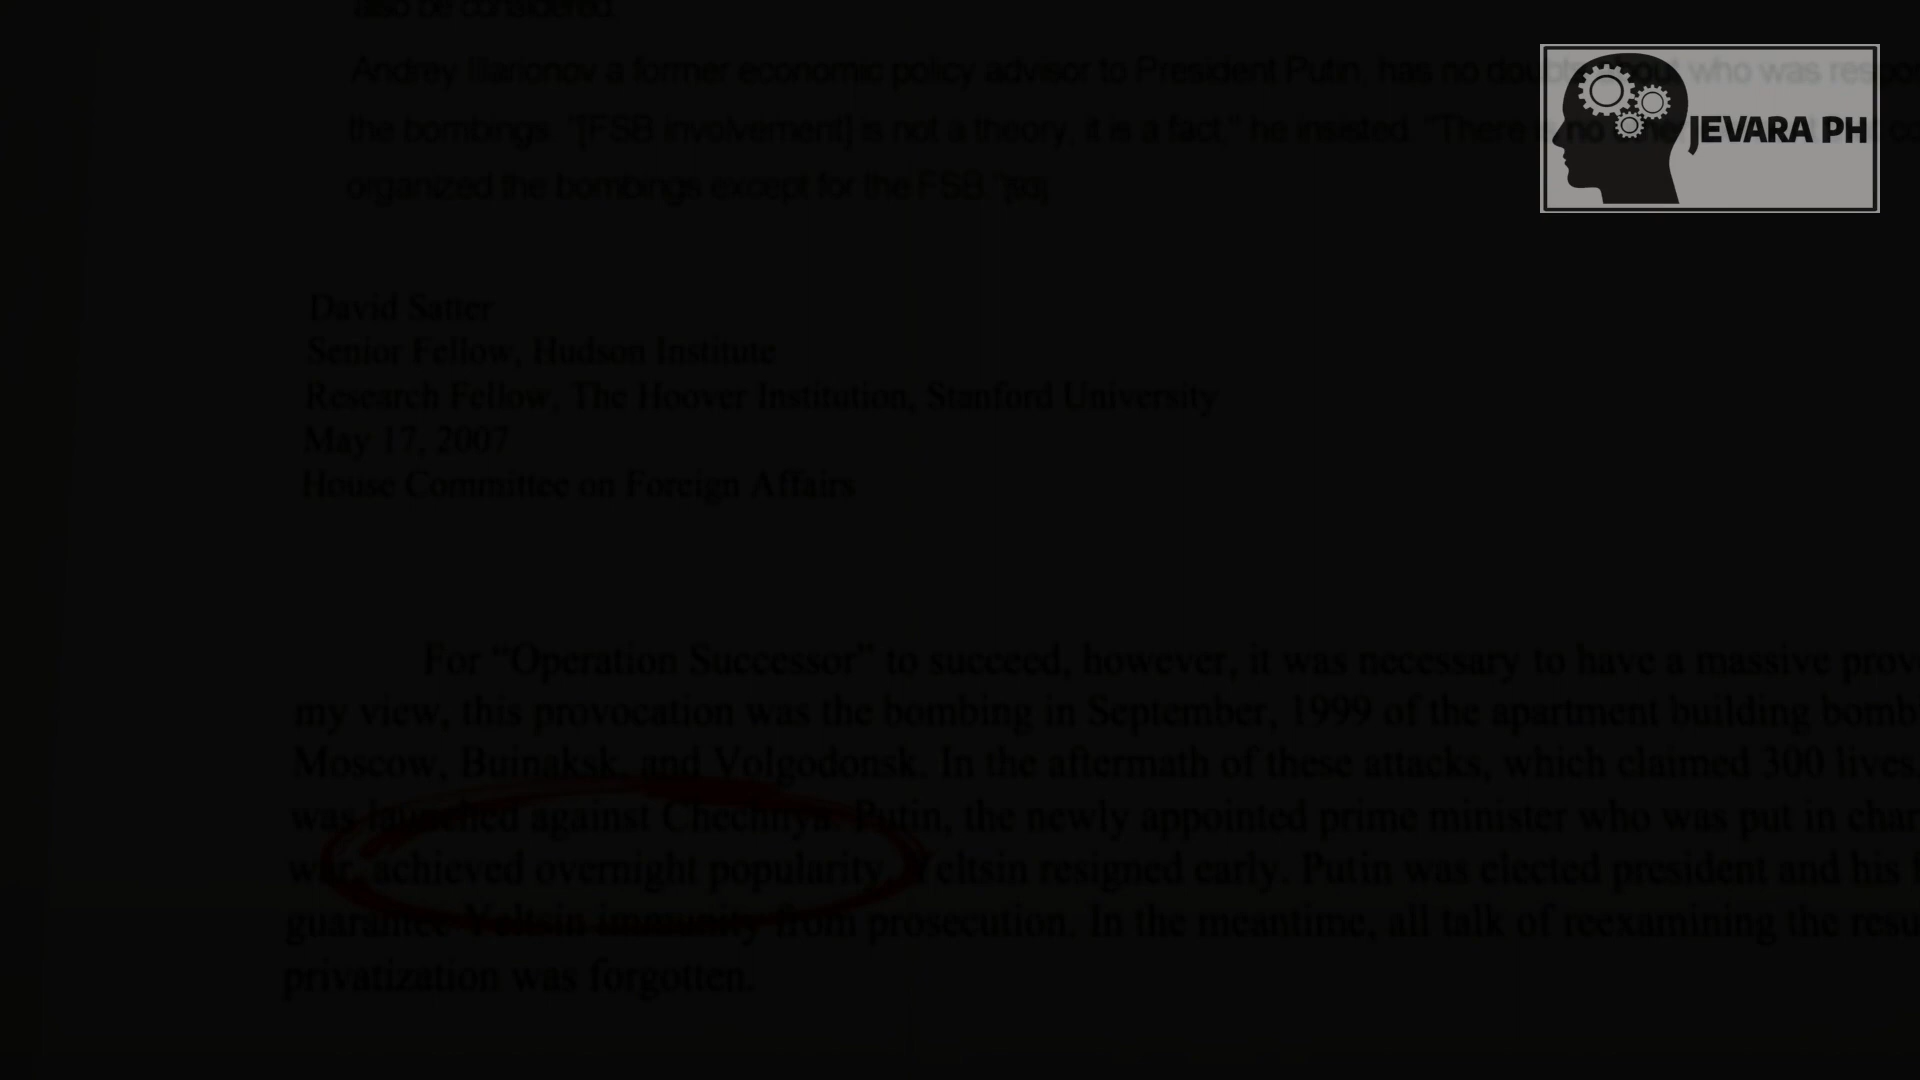 also be considered.
Andrey Illarionov a former economic policy advisor to President Putin, has no doubts about who was respon
the bombings. "[FSB involvement] is not a theory, it is a fact," he insisted. "There is no
organized the bombings except for the FSB."
JEVARA PH
David Satter
Senior Fellow, Hudson Institute
Research Fellow, The Hoover Institution, Stanford University
May 17, 2007
House Committee on Foreign Affairs
For “Operation Successor” to succeed, however, it was necessary to have a massive prov
my view, this provocation was the bombing in September, 1999 of the apartment building bomb
Moscow, Buinaksk, and Volgodonsk. In the aftermath of these attacks, which claimed 300 lives,
was launched against Chechnya. Putin, the newly appointed prime minister who was put in char
war, achieved overnight popularity. Yeltsin resigned early. Putin was elected president and his f
guarantee Yeltsin immunity from prosecution. In the meantime, all talk of reexamining the resu
privatization was forgotten.